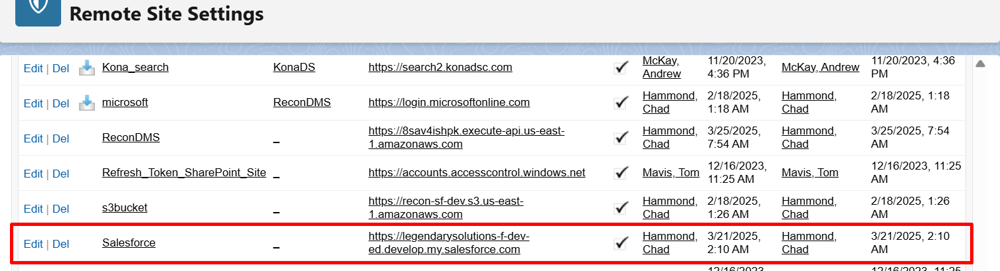 Remote Site Settings
Edit | Del Kona_search KonaDS https://search2.konadsc.com McKay, Andrew 11/20/2023, 4:36 PM McKay, Andrew 11/20/2023, 4:36 PM
Edit | Del microsoft ReconDMS https://login.microsoftonline.com Hammond, Chad 2/18/2025, 1:18 AM Hammond, Chad 2/18/2025, 1:18 AM
Edit | Del ReconDMS _ https://8sav4ishpk.execute-api.us-east-1.amazonaws.com Hammond, Chad 3/25/2025, 7:54 AM Hammond, Chad 3/25/2025, 7:54 AM
Edit | Del Refresh_Token_SharePoint_Site _ https://accounts.accesscontrol.windows.net Mavis, Tom 12/16/2023, 11:25 AM Mavis, Tom 12/16/2023, 11:25 AM
Edit | Del s3bucket _ https://recon-sf-dev.s3.us-east-1.amazonaws.com Hammond, Chad 2/18/2025, 1:26 AM Hammond, Chad 2/18/2025, 1:26 AM
Edit | Del Salesforce _ https://legendarysolutions-f-dev-ed.develop.my.salesforce.com Hammond, Chad 3/21/2025, 2:10 AM Hammond, Chad 3/21/2025, 2:10 AM